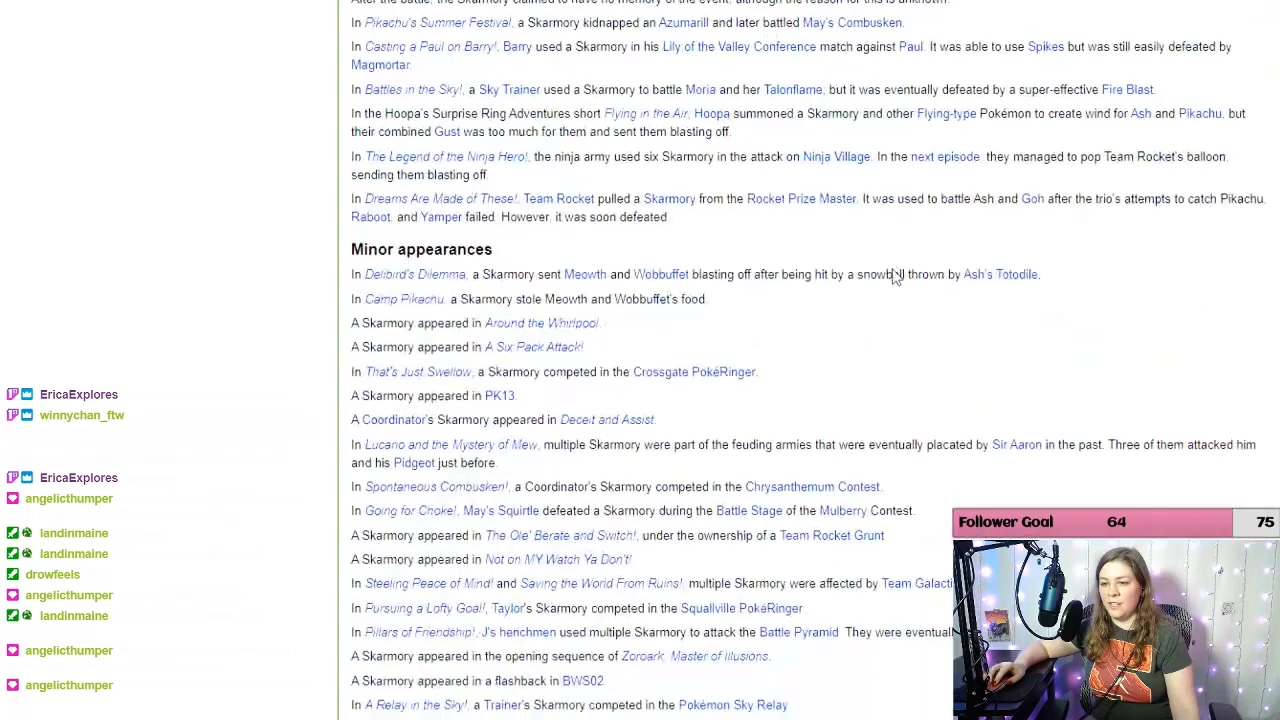 After the battle, the Skarmory claimed to have no memory of the event, although the reason for this is unknown.
In Pikachu's Summer Festival, a Skarmory kidnapped an Azumarill and later battled May's Combusken.
In Casting a Paul on Barry!, Barry used a Skarmory in his Lily of the Valley Conference match against Paul. It was able to use Spikes but was still easily defeated by
Magmortar.
In Battles in the Sky!, a Sky Trainer used a Skarmory to battle Moria and her Talonflame, but it was eventually defeated by a super-effective Fire Blast.
In the Hoopa's Surprise Ring Adventures short Flying in the Air, Hoopa summoned a Skarmory and other Flying-type Pokémon to create wind for Ash and Pikachu, but
their combined Gust was too much for them and sent them blasting off.
In The Legend of the Ninja Hero!, the ninja army used six Skarmory in the attack on Ninja Village. In the next episode, they managed to pop Team Rocket's balloon,
sending them blasting off.
In Dreams Are Made of These!, Team Rocket pulled a Skarmory from the Rocket Prize Master. It was used to battle Ash and Goh after the trio's attempts to catch Pikachu,
Raboot, and Yamper failed. However, it was soon defeated.
Minor appearances
In Delibird's Dilemma, a Skarmory sent Meowth and Wobbuffet blasting off after being hit by a snowball thrown by Ash's Totodile.
In Camp Pikachu, a Skarmory stole Meowth and Wobbuffet's food.
A Skarmory appeared in Around the Whirlpool.
A Skarmory appeared in A Six Pack Attack!
In That's Just Swellow, a Skarmory competed in the Crossgate PokéRinger.
A Skarmory appeared in PK13.
A Coordinator's Skarmory appeared in Deceit and Assist.
In Lucario and the Mystery of Mew, multiple Skarmory were part of the feuding armies that were eventually placated by Sir Aaron in the past. Three of them attacked him
and his Pidgeot just before.
In Spontaneous Combusken!, a Coordinator's Skarmory competed in the Chrysanthemum Contest.
In Going for Choke!, May's Squirtle defeated a Skarmory during the Battle Stage of the Mulberry Contest.
A Skarmory appeared in The Ole' Berate and Switch!, under the ownership of a Team Rocket Grunt
A Skarmory appeared in Not on MY Watch Ya Don't!
In Steeling Peace of Mind! and Saving the World From Ruins!, multiple Skarmory were affected by Team Galacti
In Pursuing a Lofty Goal!, Taylor's Skarmory competed in the Squallville PokéRinger
In Pillars of Friendship!, J's henchmen used multiple Skarmory to attack the Battle Pyramid. They were eventual
A Skarmory appeared in the opening sequence of Zoroark: Master of Illusions.
A Skarmory appeared in a flashback in BWS02
In A Relay in the Sky!, a Trainer's Skarmory competed in the Pokémon Sky Relay
EricaExplores
winnychan_ftw
EricaExplores
angelicthumper
landinmaine
landinmaine
drowfeels
angelicthumper
landinmaine
angelicthumper
angelicthumper
Follower Goal 64 75